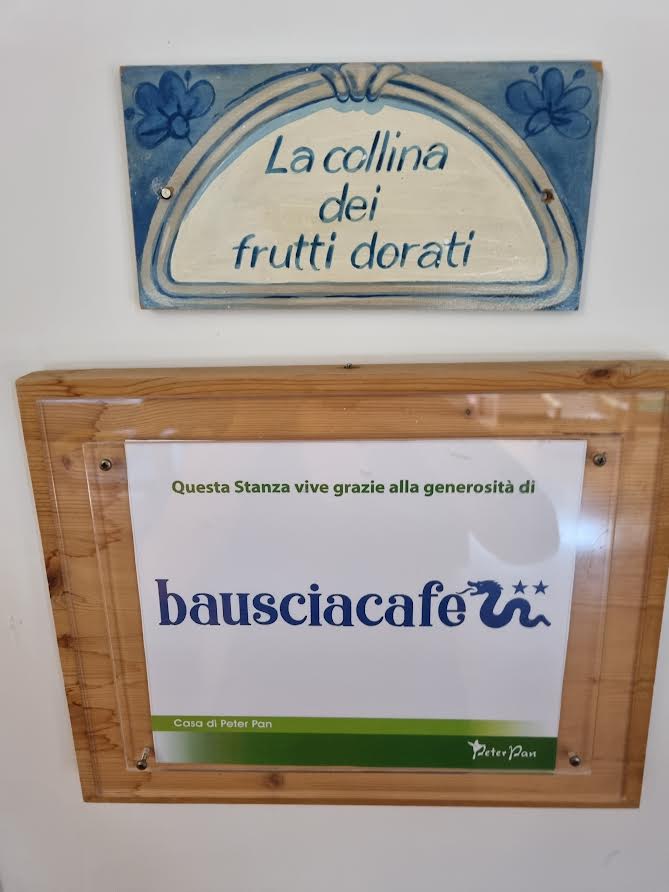 La collina
dei
frutti dorati
Questa Stanza vive grazie alla generosità di
bausciacafe
Casa di Peter Pan
Peter Pan